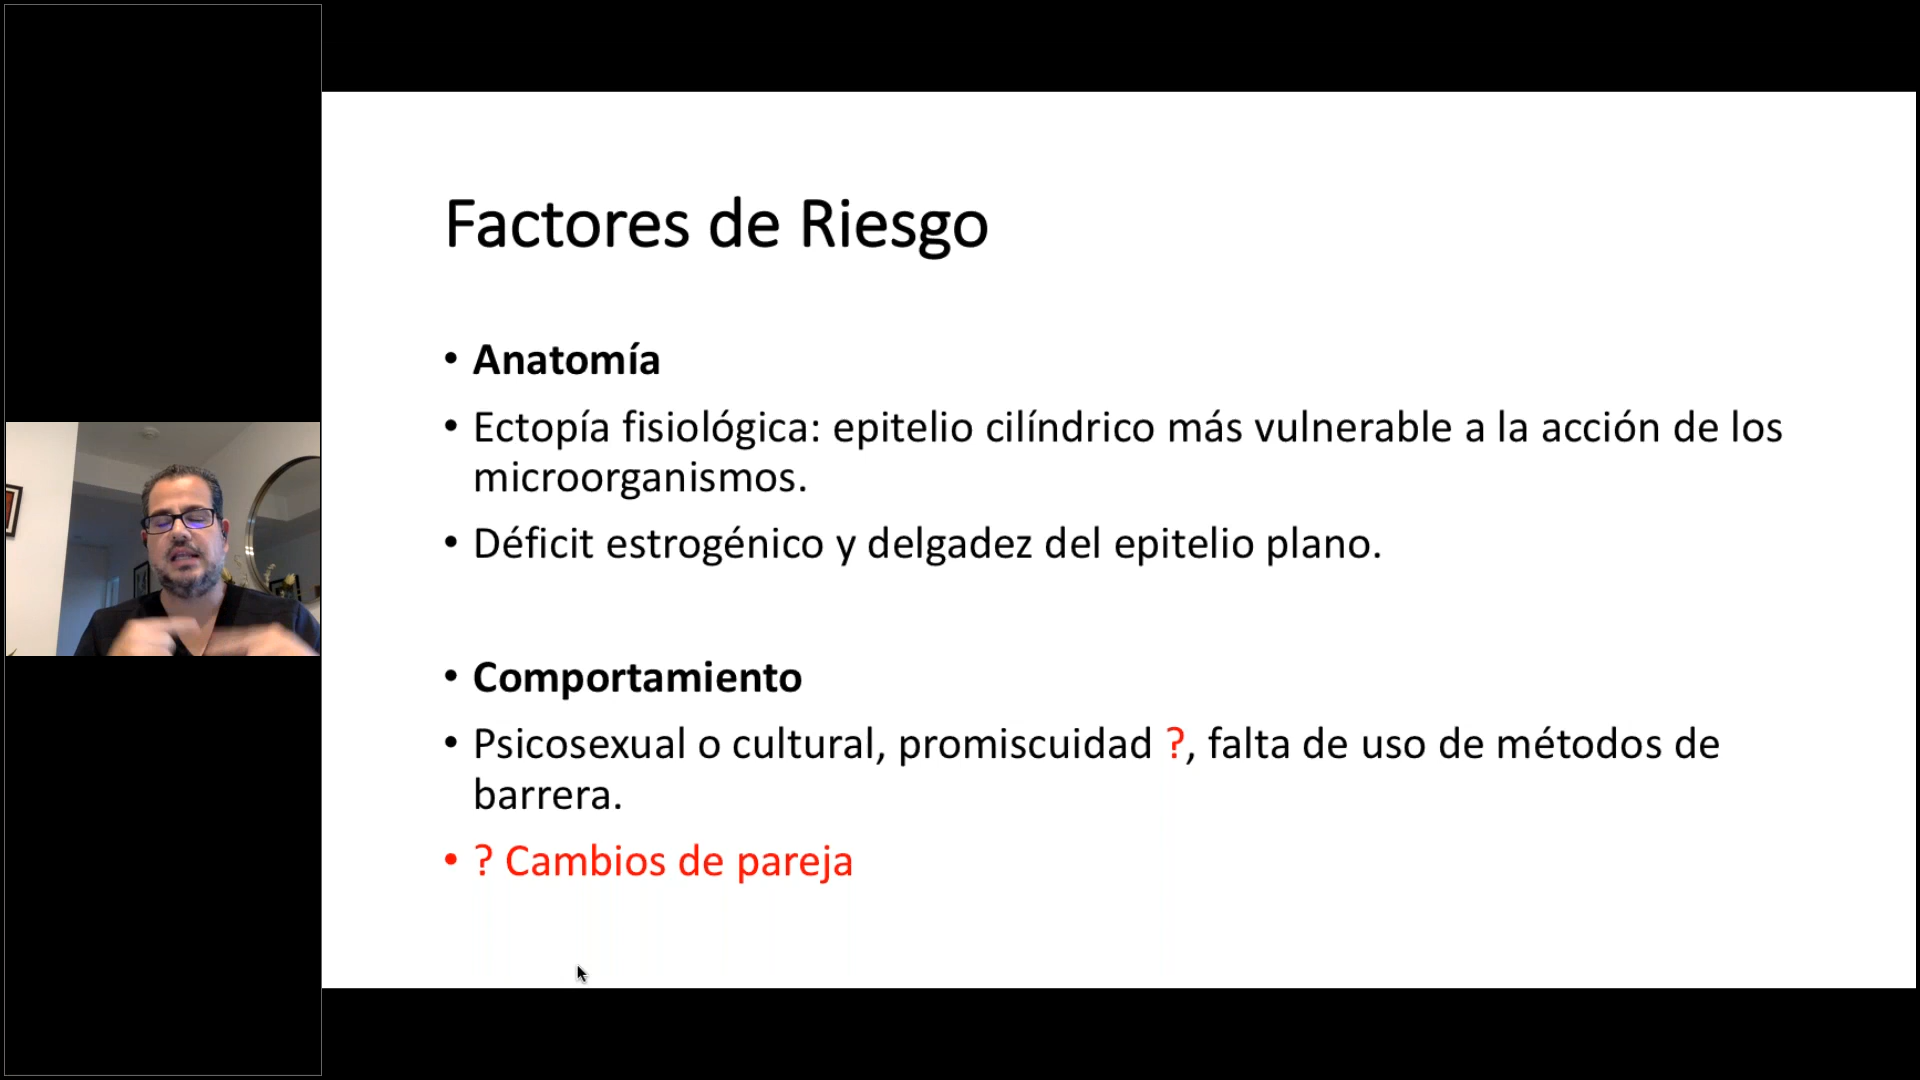 Factores de Riesgo
• Anatomía
• Ectopía fisiológica: epitelio cilíndrico más vulnerable a la acción de los
microorganismos.
• Déficit estrogénico y delgadez del epitelio plano.
• Comportamiento
• Psicosexual o cultural, promiscuidad ?, falta de uso de métodos de
barrera.
• ? Cambios de pareja